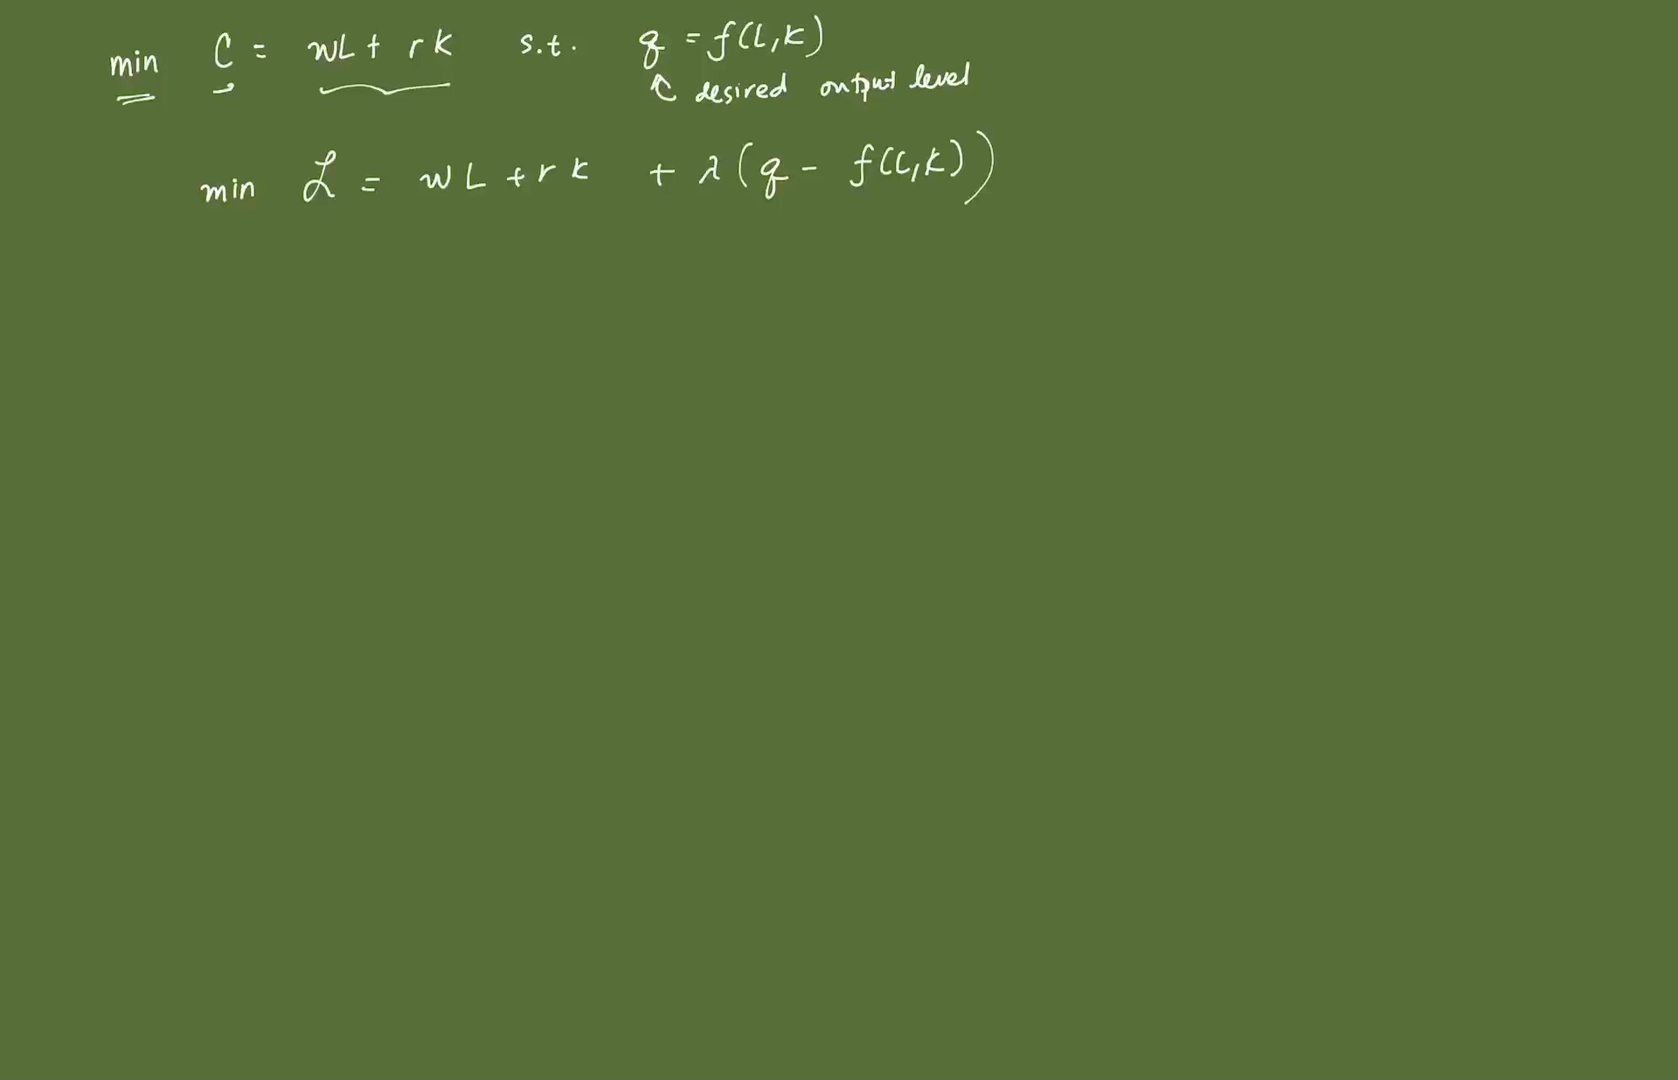 min C = wL + rK s.t. q = f(L,K)
↑ desired output level
min ℒ = wL + rK + λ(q - f(L,K))